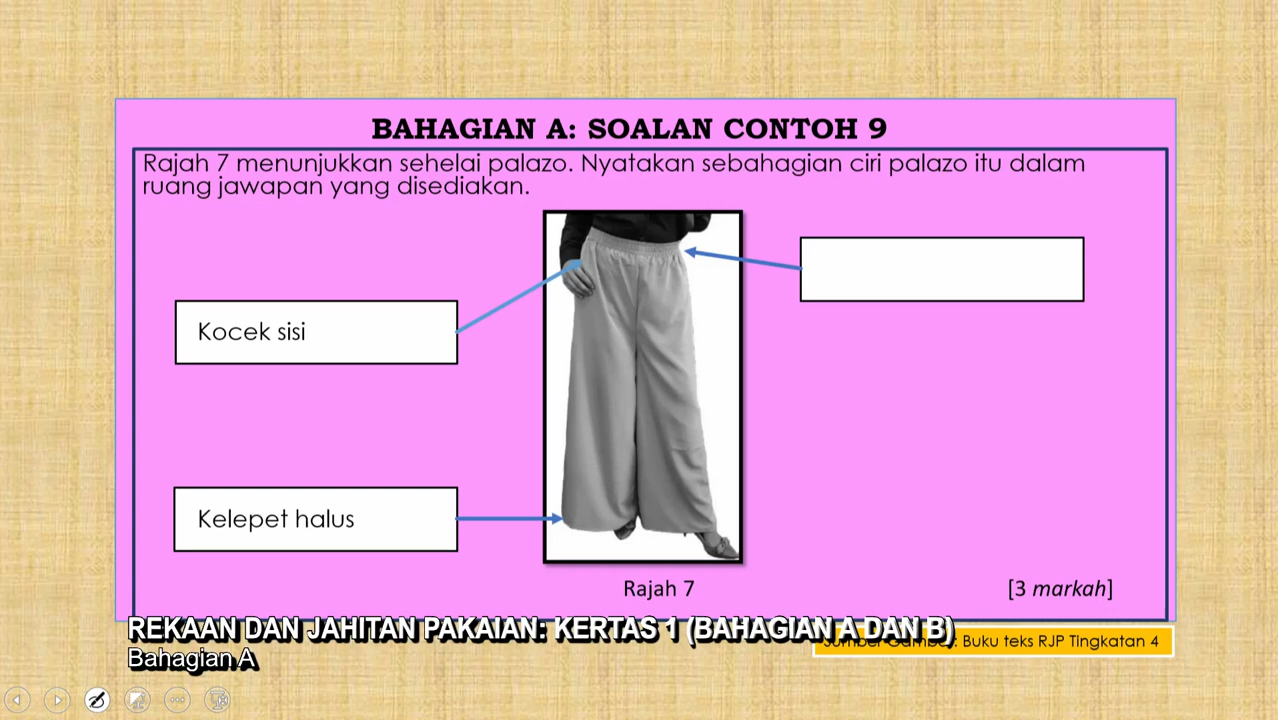 BAHAGIAN A: SOALAN CONTOH 9
Rajah 7 menunjukkan sehelai palazo. Nyatakan sebahagian ciri palazo itu dalam
ruang jawapan yang disediakan.
Kocek sisi
Kelepet halus
Rajah 7
[3 markah]
REKAAN DAN JAHITAN PAKAIAN: KERTAS 1 (BAHAGIAN A DAN B)
Sumber Gambar: Buku teks RJP Tingkatan 4
Bahagian A